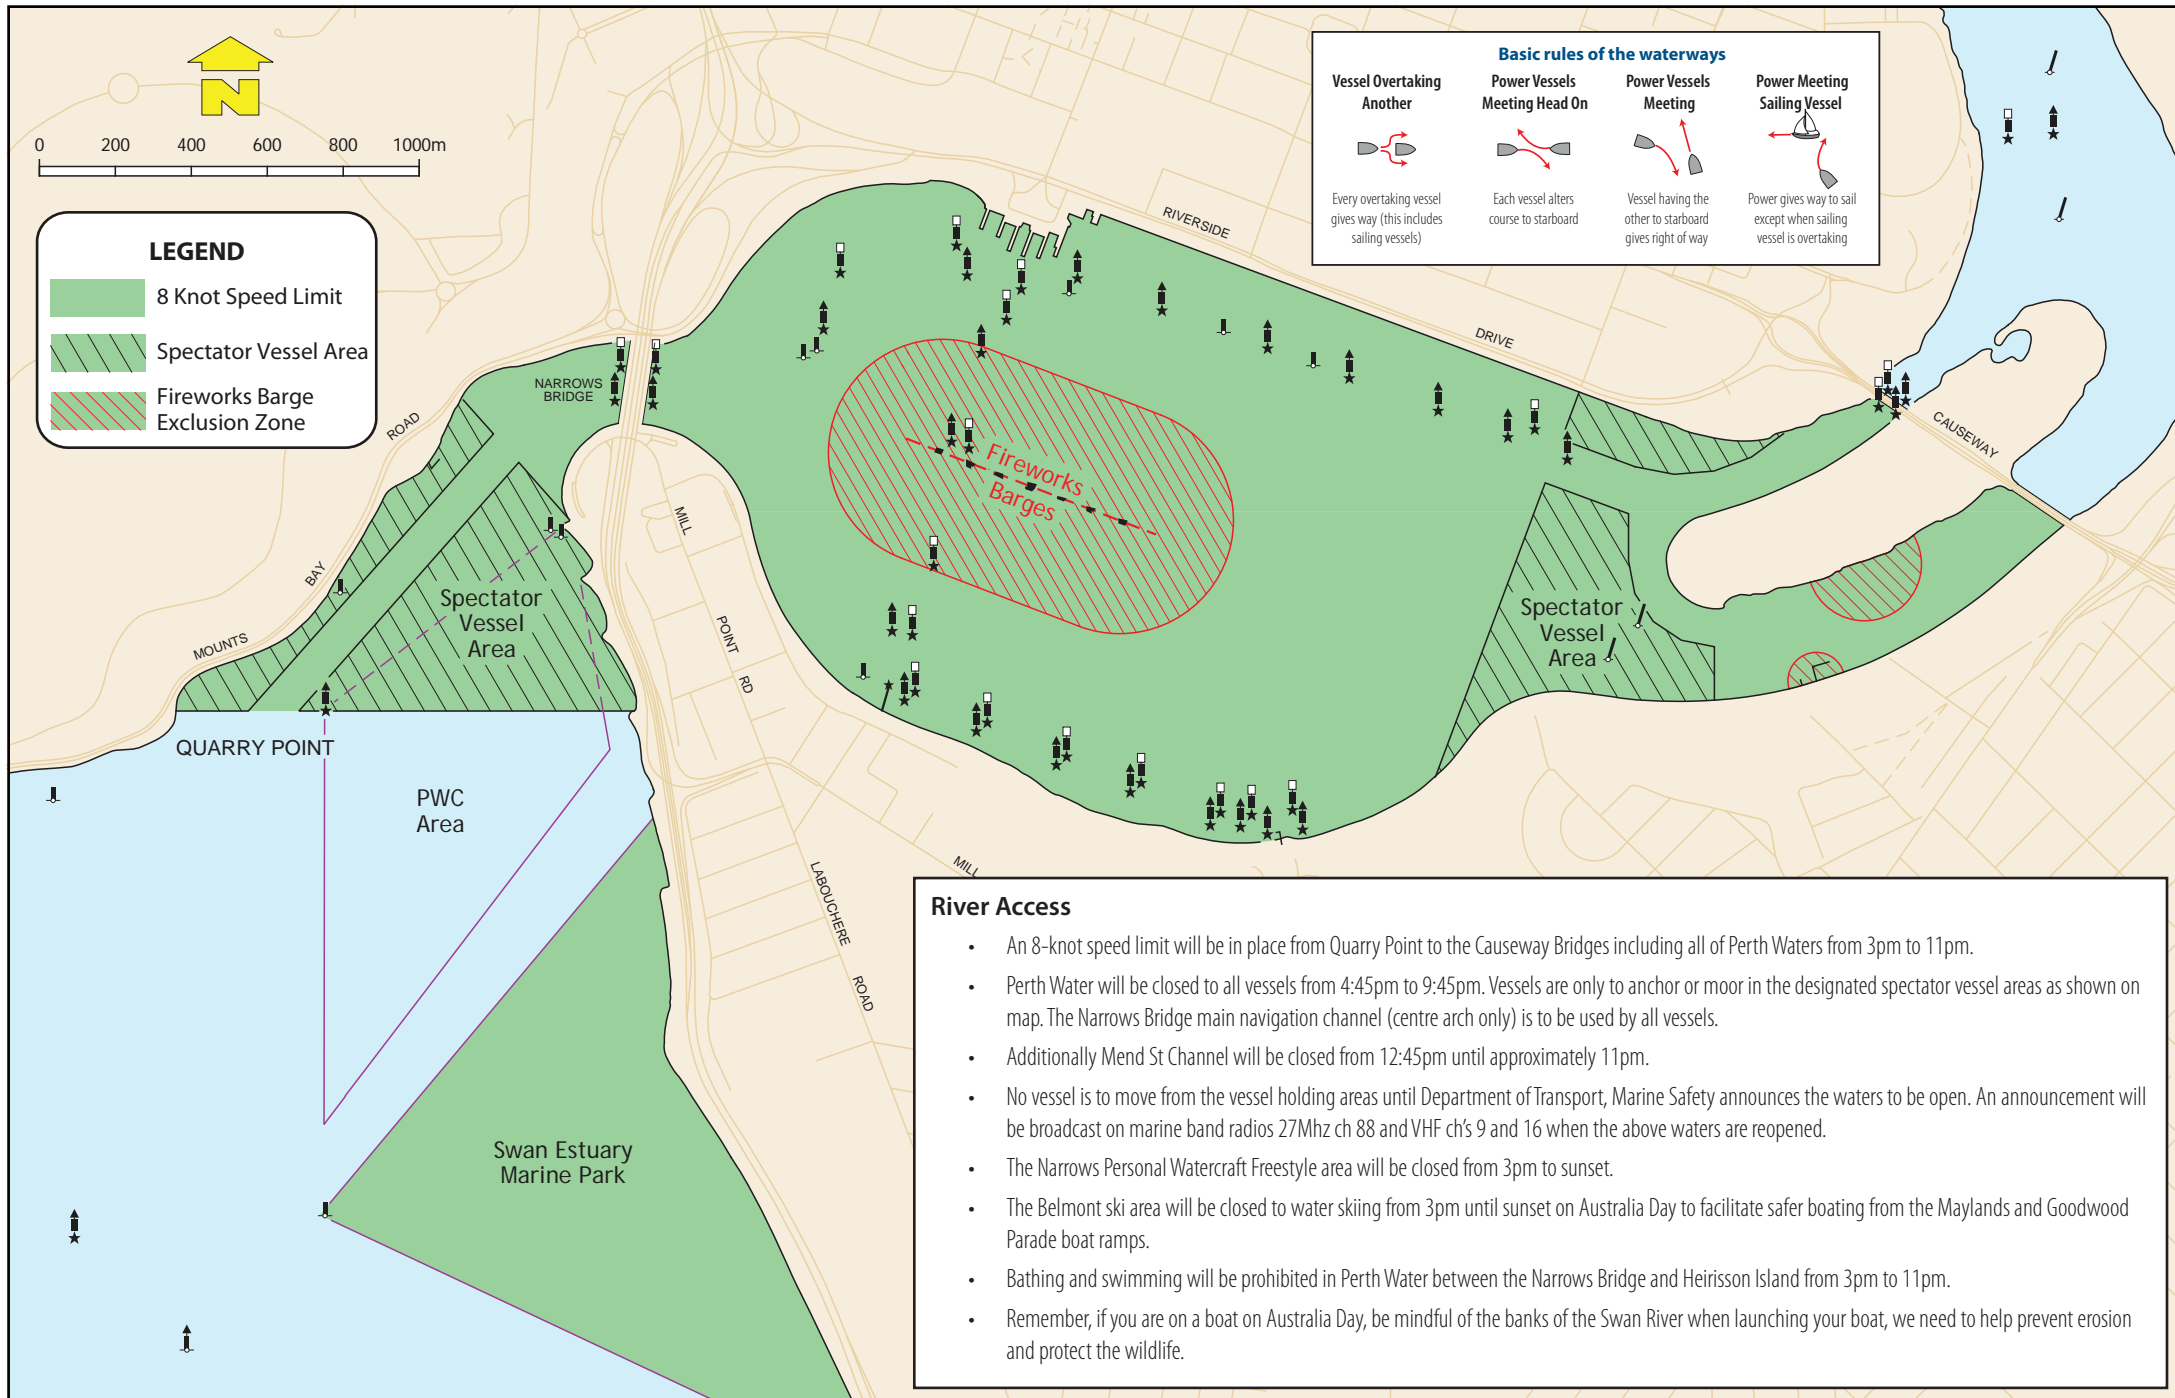 N
0 200 400 600 800 1000m
LEGEND
8 Knot Speed Limit
Spectator Vessel Area
Fireworks Barge
Exclusion Zone
Basic rules of the waterways
Vessel Overtaking
Another
Every overtaking vessel
gives way (this includes
sailing vessels)
Power Vessels
Meeting Head On
Each vessel alters
course to starboard
Power Vessels
Meeting
Vessel having the
other to starboard
gives right of way
Power Meeting
Sailing Vessel
Power gives way to sail
except when sailing
vessel is overtaking
RIVERSIDE
DRIVE
CAUSEWAY
NARROWS
BRIDGE
ROAD
BAY
MOUNTS
Fireworks
Barges
MILL
POINT
RD
Spectator
Vessel
Area
Spectator
Vessel
Area
QUARRY POINT
PWC
Area
LABOUCHERE
ROAD
MILL
Swan Estuary
Marine Park
River Access
• An 8-knot speed limit will be in place from Quarry Point to the Causeway Bridges including all of Perth Waters from 3pm to 11pm.
• Perth Water will be closed to all vessels from 4:45pm to 9:45pm. Vessels are only to anchor or moor in the designated spectator vessel areas as shown on
map. The Narrows Bridge main navigation channel (centre arch only) is to be used by all vessels.
• Additionally Mend St Channel will be closed from 12:45pm until approximately 11pm.
• No vessel is to move from the vessel holding areas until Department of Transport, Marine Safety announces the waters to be open. An announcement will
be broadcast on marine band radios 27Mhz ch 88 and VHF ch's 9 and 16 when the above waters are reopened.
• The Narrows Personal Watercraft Freestyle area will be closed from 3pm to sunset.
• The Belmont ski area will be closed to water skiing from 3pm until sunset on Australia Day to facilitate safer boating from the Maylands and Goodwood
Parade boat ramps.
• Bathing and swimming will be prohibited in Perth Water between the Narrows Bridge and Heirisson Island from 3pm to 11pm.
• Remember, if you are on a boat on Australia Day, be mindful of the banks of the Swan River when launching your boat, we need to help prevent erosion
and protect the wildlife.